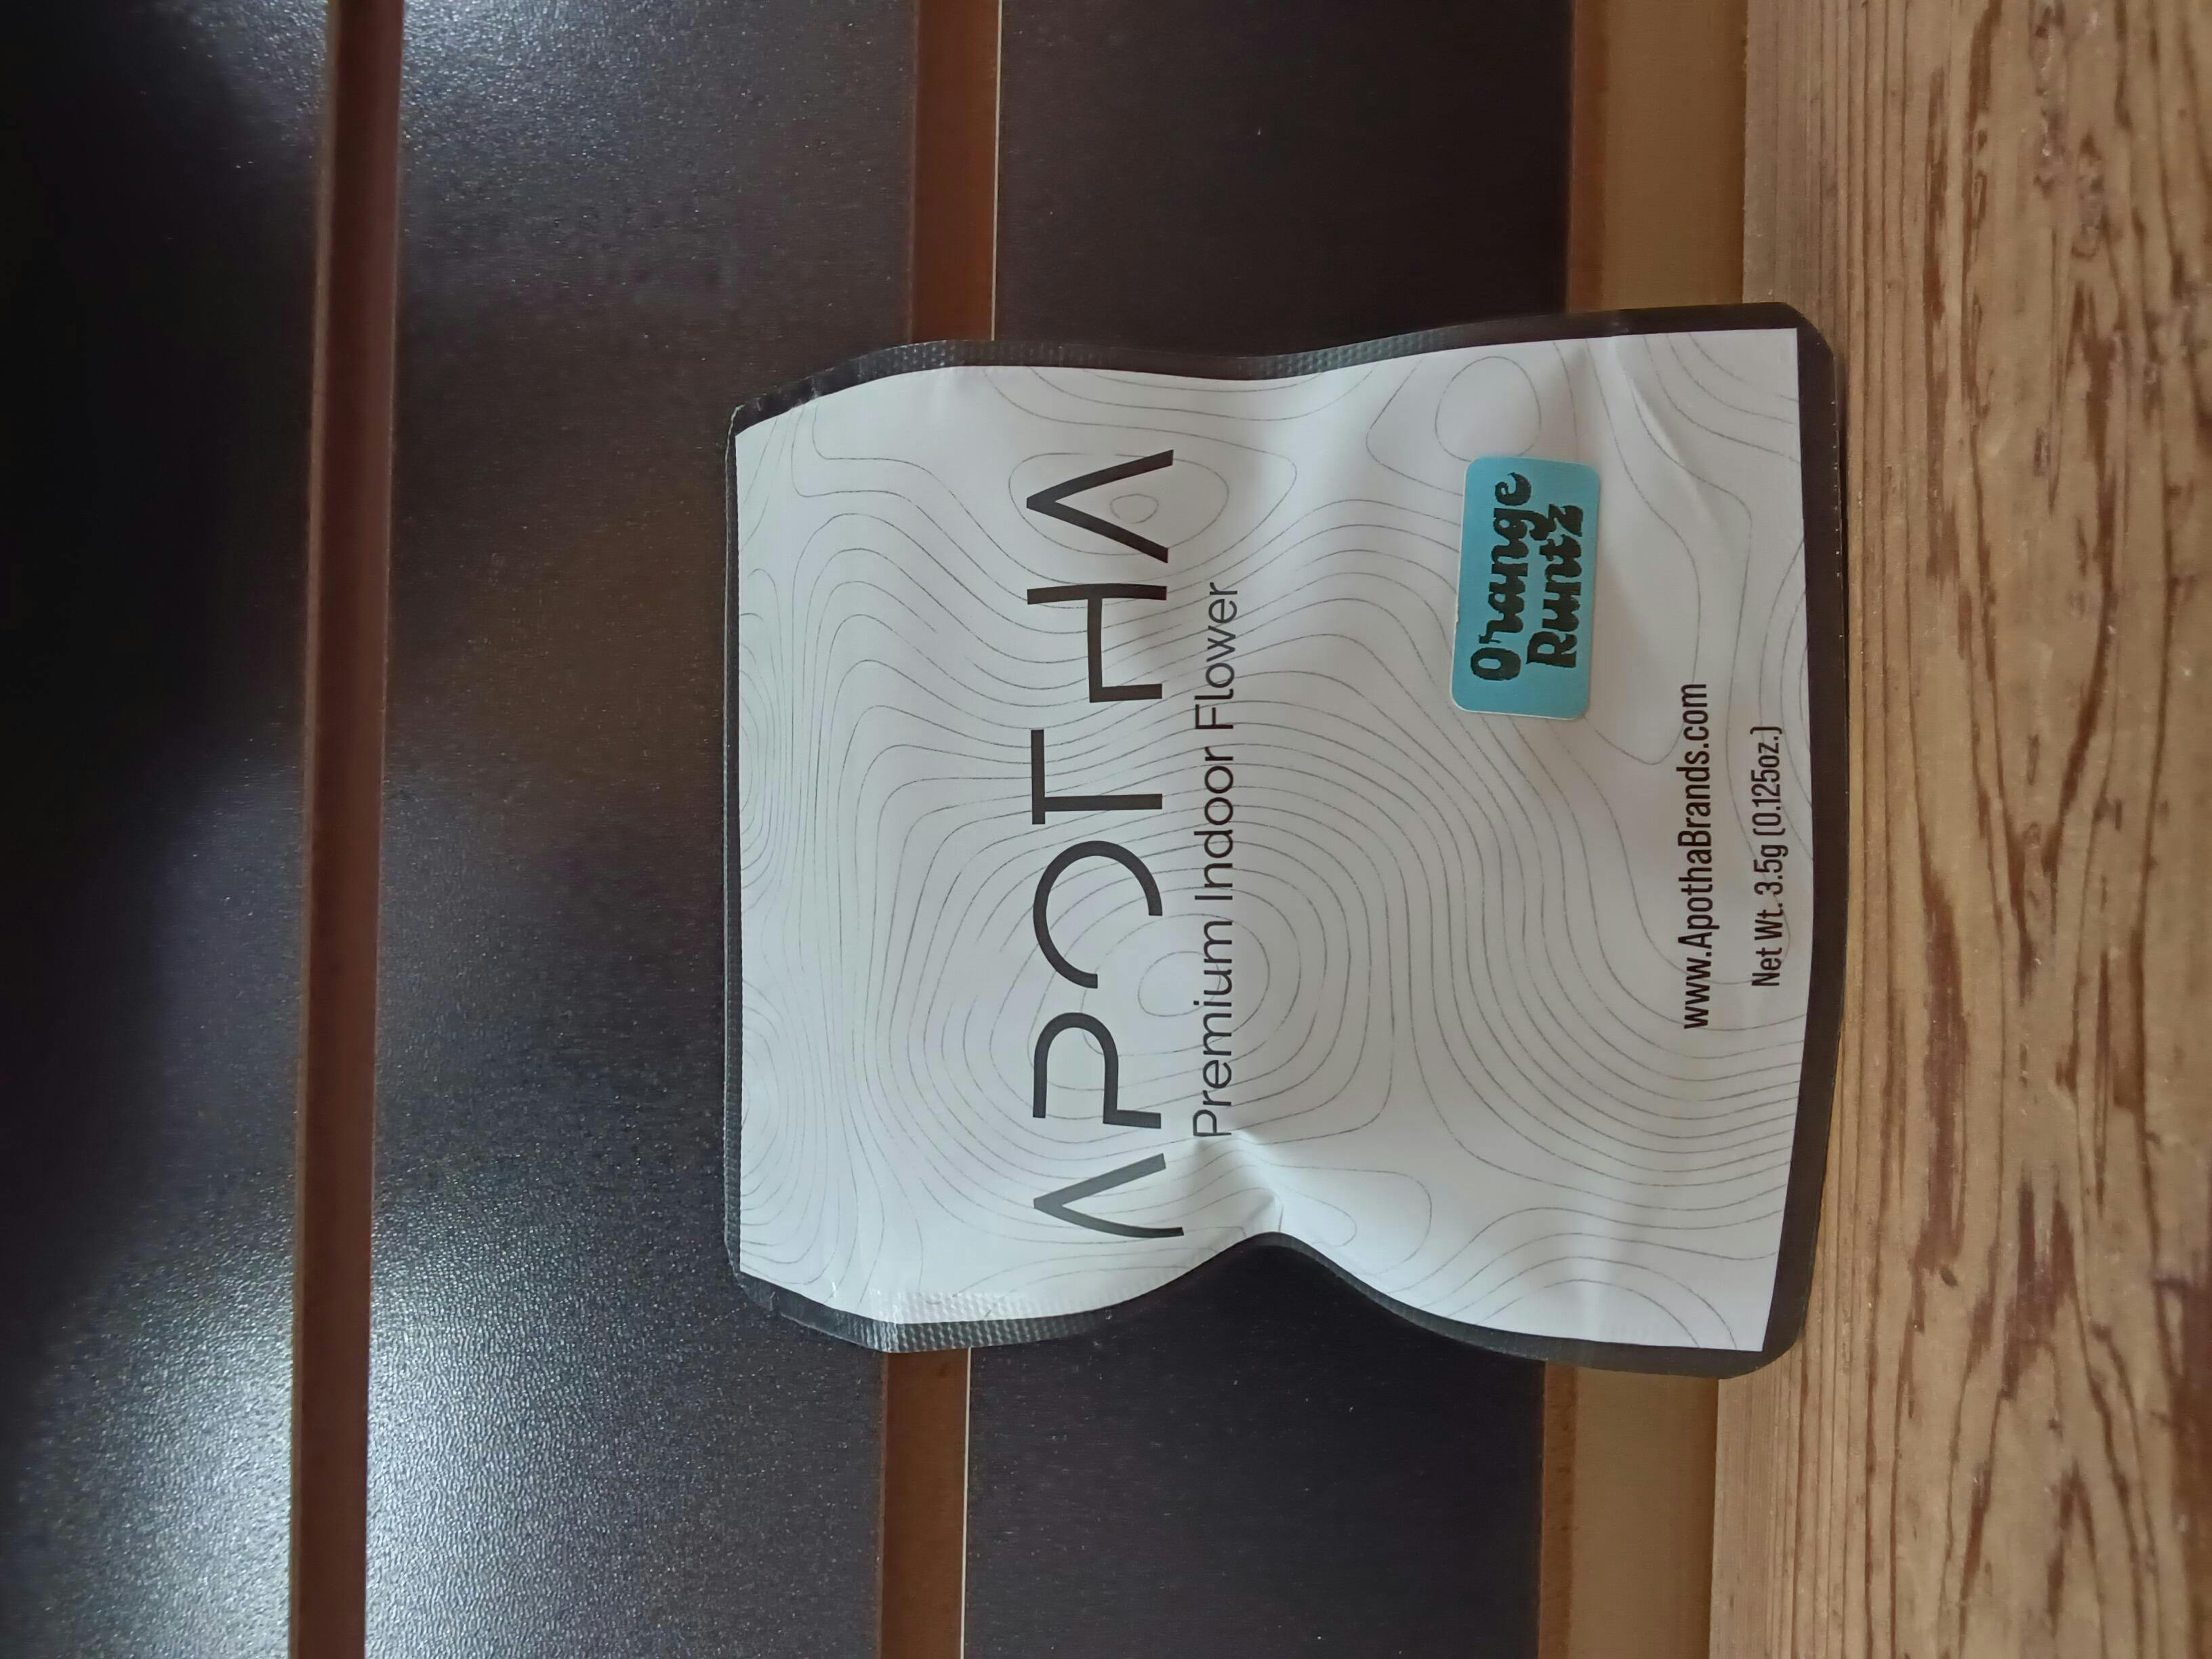 APOTHA
Premium Indoor Flower
Orange
Runtz
www.ApothaBrands.com
Net Wt. 3.5g (0.125oz.)